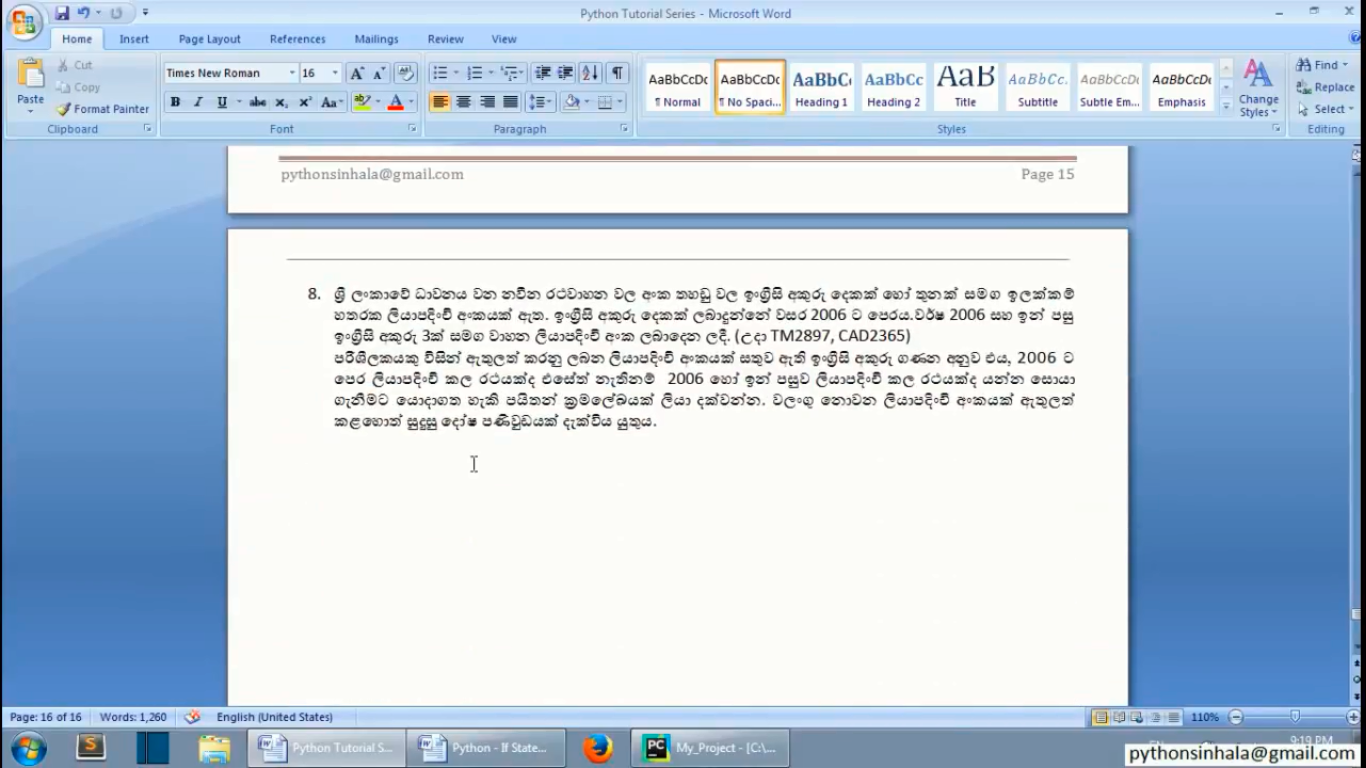 Python Tutorial Series - Microsoft Word
Home Insert Page Layout References Mailings Review View
Paste
Cut
Copy
Format Painter
Clipboard
Times New Roman 16
Font
Paragraph
AaBbCcDc AaBbCcDc AaBbC AaBbCc AaB AaBbCc. AaBbCcDc AaBbCcDc
¶ Normal ¶ No Spaci... Heading 1 Heading 2 Title Subtitle Subtle Em... Emphasis
Change Styles
Styles
Find
Replace
Select
Editing
pythonsinhala@gmail.com Page 15
8. ශ්‍රී ලංකාවේ ධාවනය වන නවීන රථවාහන වල අංක තහඩු වල ඉංග්‍රීසි අකුරු දෙකක් හෝ තුනක් සමග ඉලක්කම්
හතරක ලියාපදිංචි අංකයක් ඇත. ඉංග්‍රීසි අකුරු දෙකක් ලබාදුන්නේ වසර 2006 ට පෙරය.වර්ෂ 2006 සහ ඉන් පසු
ඉංග්‍රීසි අකුරු 3ක් සමග වාහන ලියාපදිංචි අංක ලබාදෙන ලදී. (උදා TM2897, CAD2365)
පරිශිලකයකු විසින් ඇතුලත් කරනු ලබන ලියාපදිංචි අංකයක් සතුව ඇති ඉංග්‍රීසි අකුරු ගණන අනුව එය, 2006 ට
පෙර ලියාපදිංචි කල රථයක්ද එසේත් නැතිනම් 2006 හෝ ඉන් පසුව ලියාපදිංචි කල රථයක්ද යන්න සොයා
ගැනීමට යොදාගත හැකි පයිතන් ක්‍රමලේඛයක් ලියා දක්වන්න. වලංගු නොවන ලියාපදිංචි අංකයක් ඇතුලත්
කළහොත් සුදුසු දෝෂ පණිවුඩයක් දැක්විය යුතුය.
Page: 16 of 16 Words: 1,260 English (United States) 110%
Python Tutorial S... Python - If State... My_Project - [C:\...
9:19 PM
pythonsinhala@gmail.com